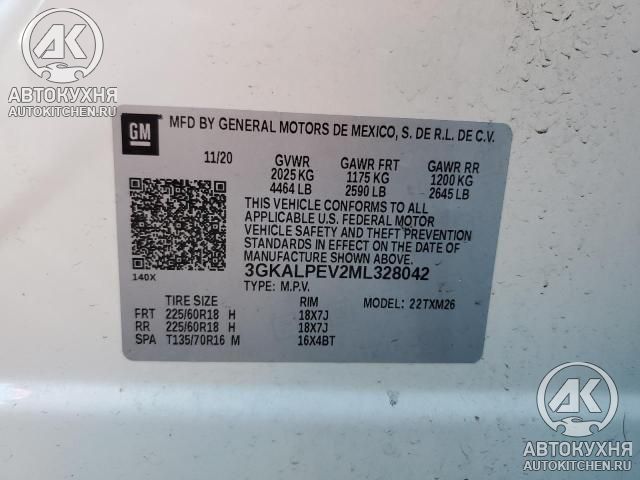 AK
АВТОКУХНЯ
AUTOKITCHEN.RU
GM
MFD BY GENERAL MOTORS DE MEXICO, S. DE R.L. DE C.V.
11/20 GVWR GAWR FRT GAWR RR
2025 KG 1175 KG 1200 KG
4464 LB 2590 LB 2645 LB
THIS VEHICLE CONFORMS TO ALL
APPLICABLE U.S. FEDERAL MOTOR
VEHICLE SAFETY AND THEFT PREVENTION
STANDARDS IN EFFECT ON THE DATE OF
MANUFACTURE SHOWN ABOVE.
140X
3GKALPEV2ML328042
TYPE: M.P.V.
TIRE SIZE RIM MODEL: 22TXM26
FRT 225/60R18 H 18X7J
RR 225/60R18 H 18X7J
SPA T135/70R16 M 16X4BT
AK
АВТОКУХНЯ
AUTOKITCHEN.RU